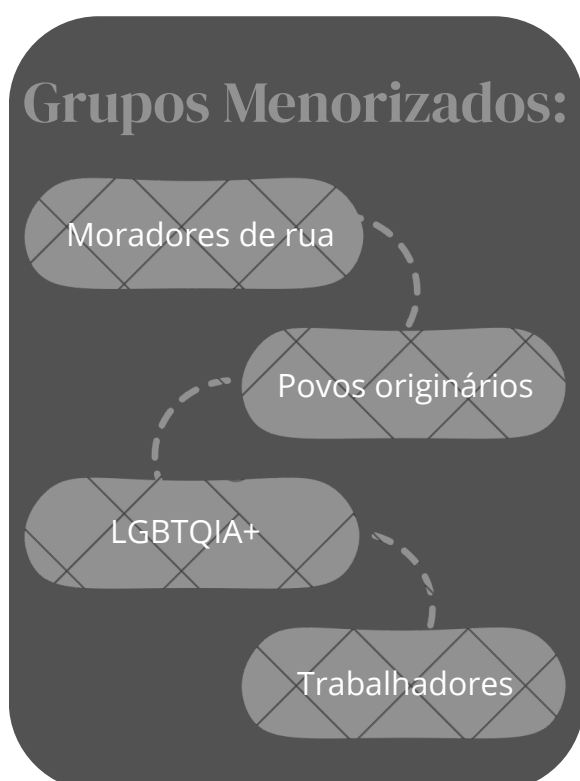 Grupos Menorizados:
Moradores de rua
Povos originários
LGBTQIA+
Trabalhadores